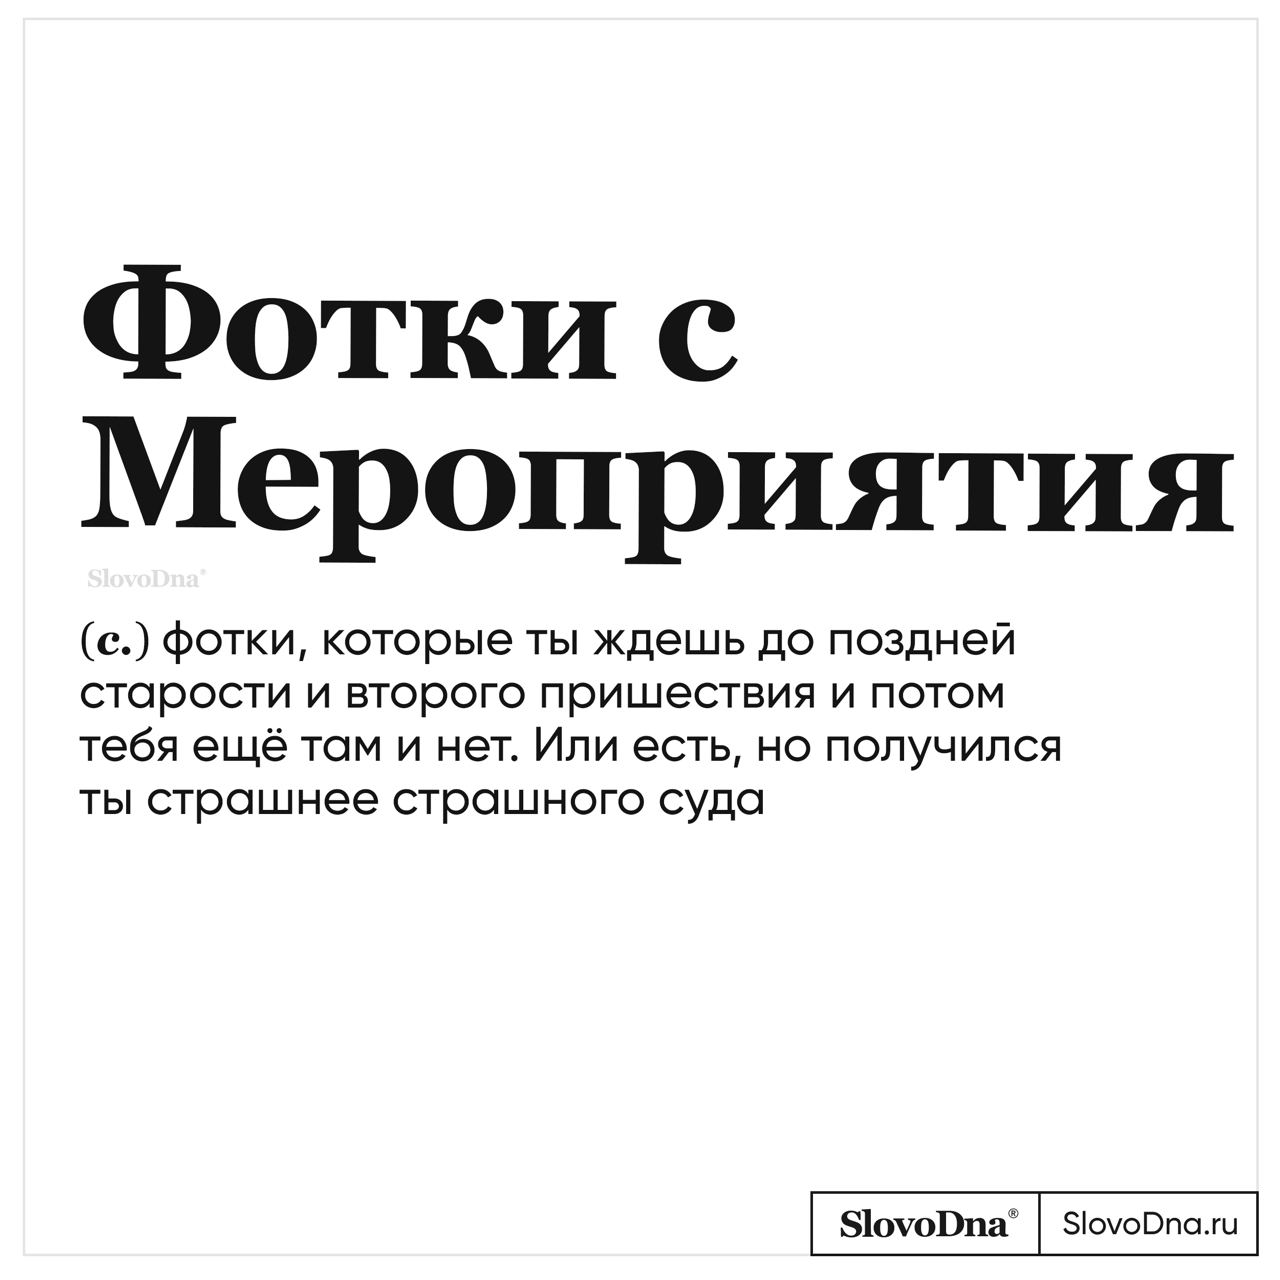 Фотки с
Мероприятия
SlovoDna®
(с.) фотки, которые ты ждешь до поздней
старости и второго пришествия и потом
тебя ещё там и нет. Или есть, но получился
ты страшнее страшного суда
SlovoDna® SlovoDna.ru